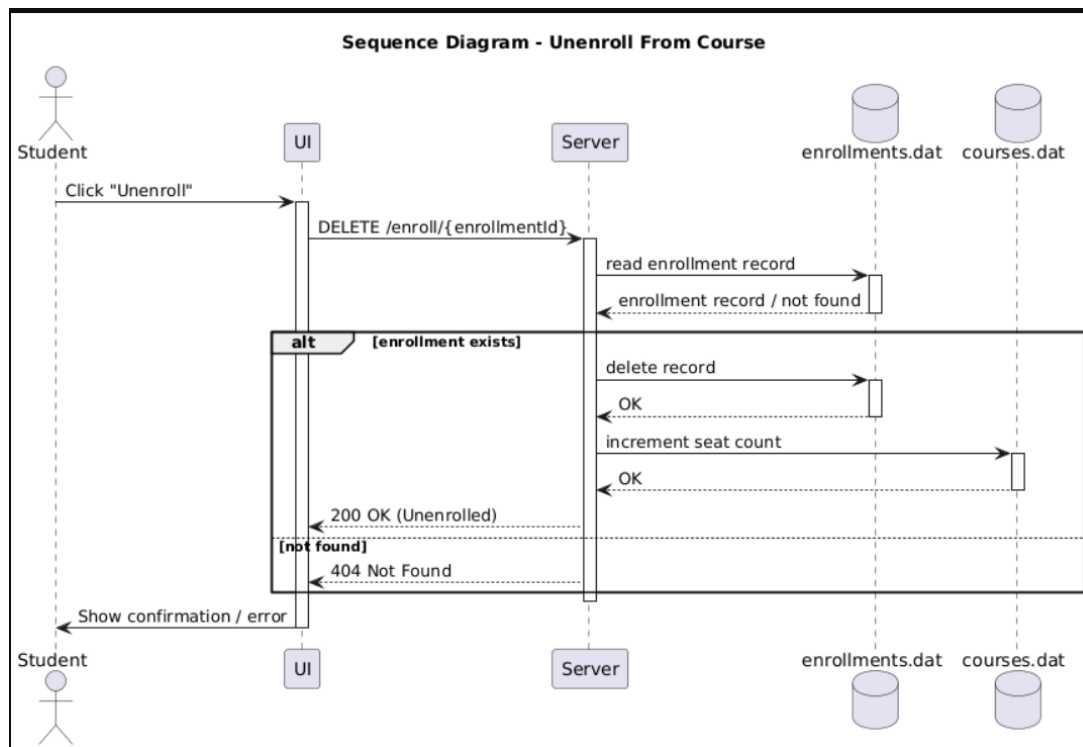 Sequence Diagram - Unenroll From Course
Student
UI
Server
enrollments.dat
courses.dat
Click "Unenroll"
DELETE /enroll/{enrollmentId}
read enrollment record
enrollment record / not found
alt
[enrollment exists]
delete record
OK
increment seat count
OK
200 OK (Unenrolled)
[not found]
404 Not Found
Show confirmation / error
Student
UI
Server
enrollments.dat
courses.dat